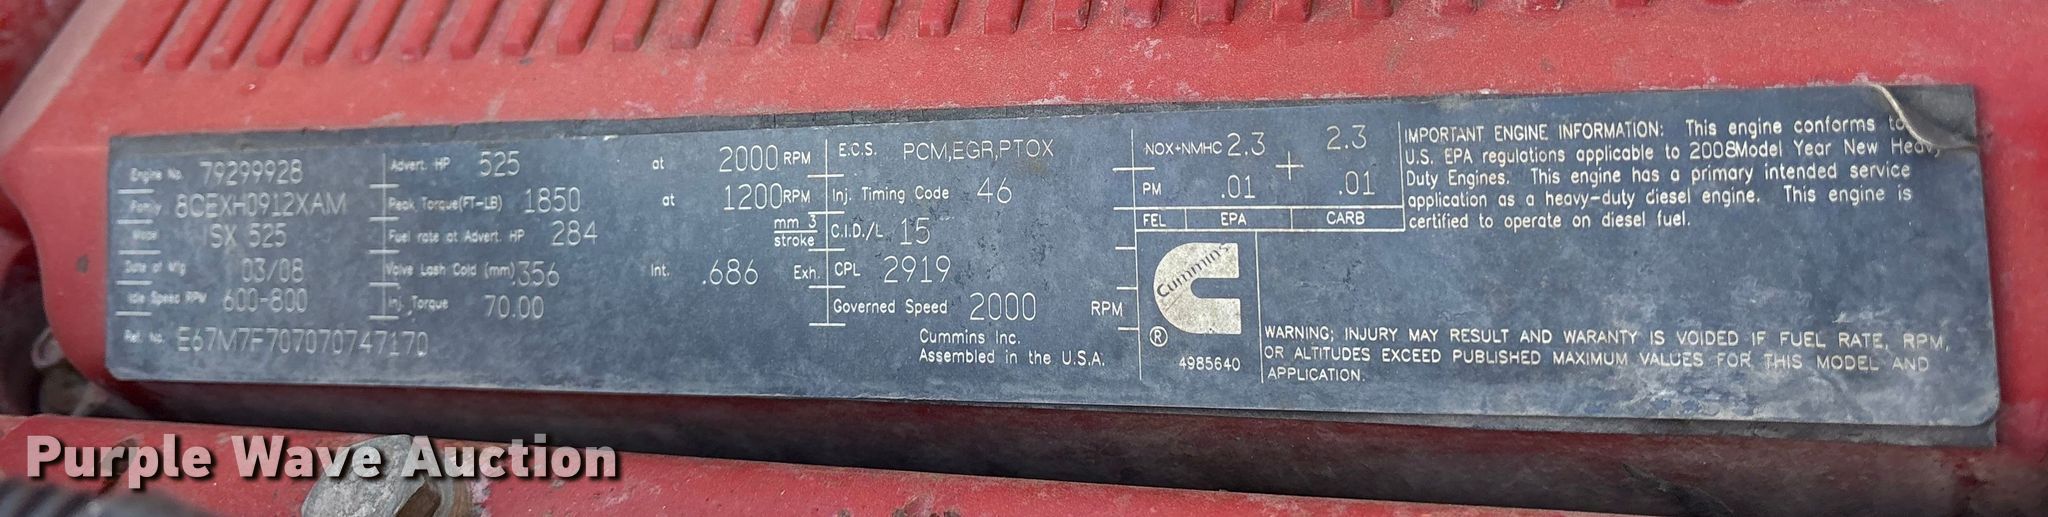 Engine No. 79299928
Family 8CEXH0912XAM
Model ISX 525
Date of Mfg 03/08
Idle Speed RPM 600-800
Ref. No. E67M7F707070747170
Advert. HP 525 at 2000 RPM
Peak Torque(FT-LB) 1850 at 1200 RPM
Fuel rate at Advert. HP 284 mm 3 stroke
Valve Lash Cold (mm) .356 Int. .686 Exh.
Inj. Torque 70.00
E.C.S. PCM,EGR,PTOX
Inj. Timing Code 46
C.I.D./L 15
CPL 2919
Governed Speed 2000 RPM
Cummins Inc.
Assembled in the U.S.A.
NOX+NMHC 2.3 2.3
PM .01 .01
FEL EPA CARB
Cummins
®
4985640
IMPORTANT ENGINE INFORMATION: This engine conforms to
U.S. EPA regulations applicable to 2008Model Year New Heavy
Duty Engines. This engine has a primary intended service
application as a heavy-duty diesel engine. This engine is
certified to operate on diesel fuel.
WARNING; INJURY MAY RESULT AND WARANTY IS VOIDED IF FUEL RATE, RPM,
OR ALTITUDES EXCEED PUBLISHED MAXIMUM VALUES FOR THIS MODEL AND
APPLICATION.
Purple Wave Auction